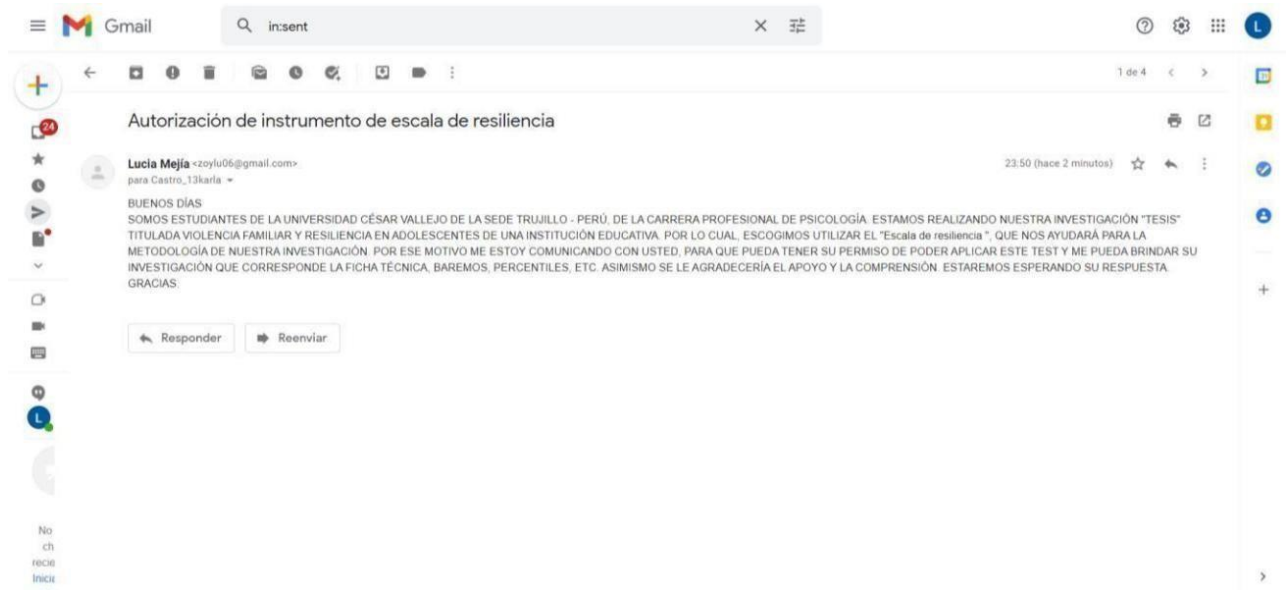 Gmail
in:sent
1 de 4
24
Autorización de instrumento de escala de resiliencia
Lucia Mejía <zoylu06@gmail.com>
23:50 (hace 2 minutos)
para Castro_13karla
BUENOS DÍAS
SOMOS ESTUDIANTES DE LA UNIVERSIDAD CÉSAR VALLEJO DE LA SEDE TRUJILLO - PERÚ, DE LA CARRERA PROFESIONAL DE PSICOLOGÍA. ESTAMOS REALIZANDO NUESTRA INVESTIGACIÓN "TESIS"
TITULADA VIOLENCIA FAMILIAR Y RESILIENCIA EN ADOLESCENTES DE UNA INSTITUCIÓN EDUCATIVA. POR LO CUAL, ESCOGIMOS UTILIZAR EL "Escala de resiliencia ", QUE NOS AYUDARÁ PARA LA
METODOLOGÍA DE NUESTRA INVESTIGACIÓN. POR ESE MOTIVO ME ESTOY COMUNICANDO CON USTED, PARA QUE PUEDA TENER SU PERMISO DE PODER APLICAR ESTE TEST Y ME PUEDA BRINDAR SU
INVESTIGACIÓN QUE CORRESPONDE LA FICHA TÉCNICA, BAREMOS, PERCENTILES, ETC. ASIMISMO SE LE AGRADECERÍA EL APOYO Y LA COMPRENSIÓN. ESTAREMOS ESPERANDO SU RESPUESTA.
GRACIAS.
Responder
Reenviar
L
L
No
ch
recie
Inicia